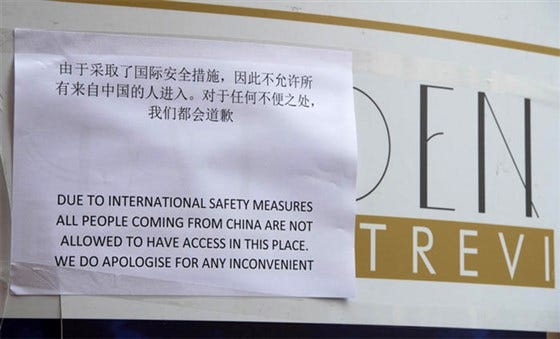 由于采取了国际安全措施，因此不允许所
有来自中国的人进入。对于任何不便之处，
我们都会道歉
DUE TO INTERNATIONAL SAFETY MEASURES
ALL PEOPLE COMING FROM CHINA ARE NOT
ALLOWED TO HAVE ACCESS IN THIS PLACE.
WE DO APOLOGISE FOR ANY INCONVENIENT
DEN
TREVI